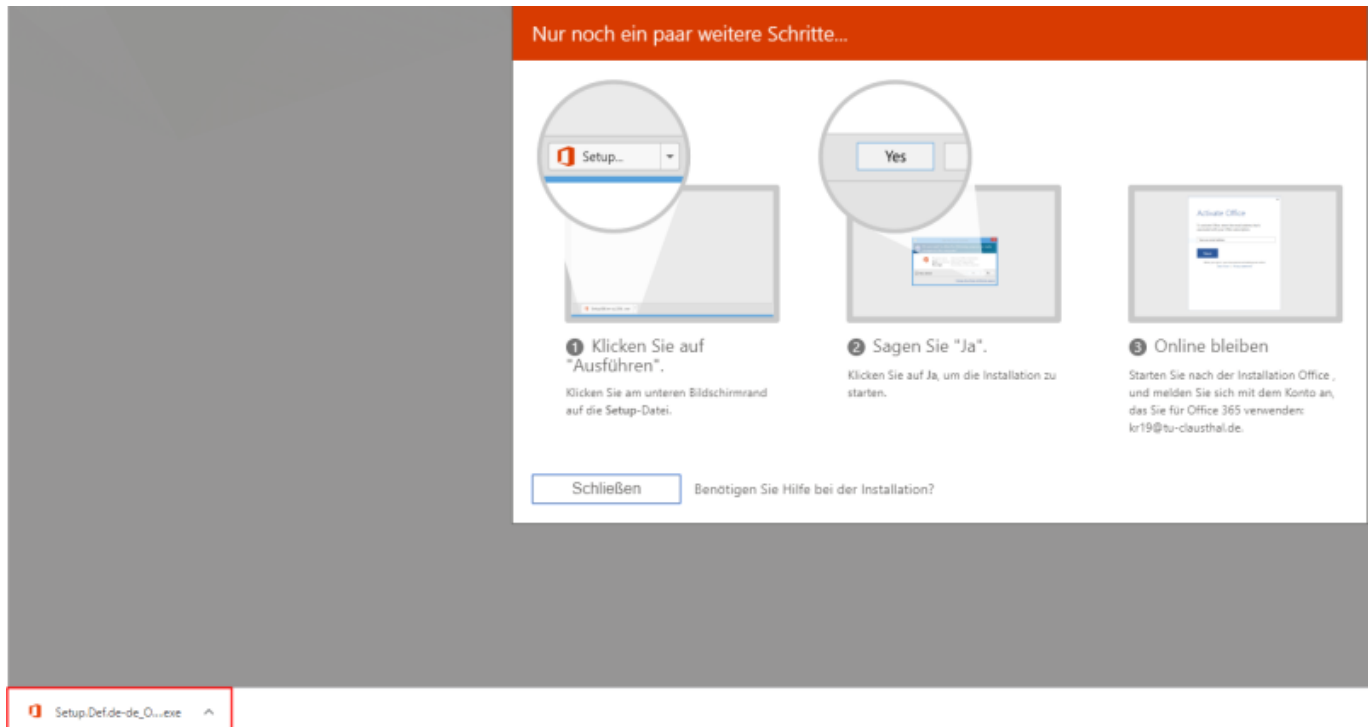 Nur noch ein paar weitere Schritte...
Setup...
Yes
Activate Office
1 Klicken Sie auf
"Ausführen".
Klicken Sie am unteren Bildschirmrand
auf die Setup-Datei.
2 Sagen Sie "Ja".
Klicken Sie auf Ja, um die Installation zu
starten.
3 Online bleiben
Starten Sie nach der Installation Office ,
und melden Sie sich mit dem Konto an,
das Sie für Office 365 verwenden:
kr19@tu-clausthal.de.
Schließen
Benötigen Sie Hilfe bei der Installation?
Setup.Def.de-de_O....exe